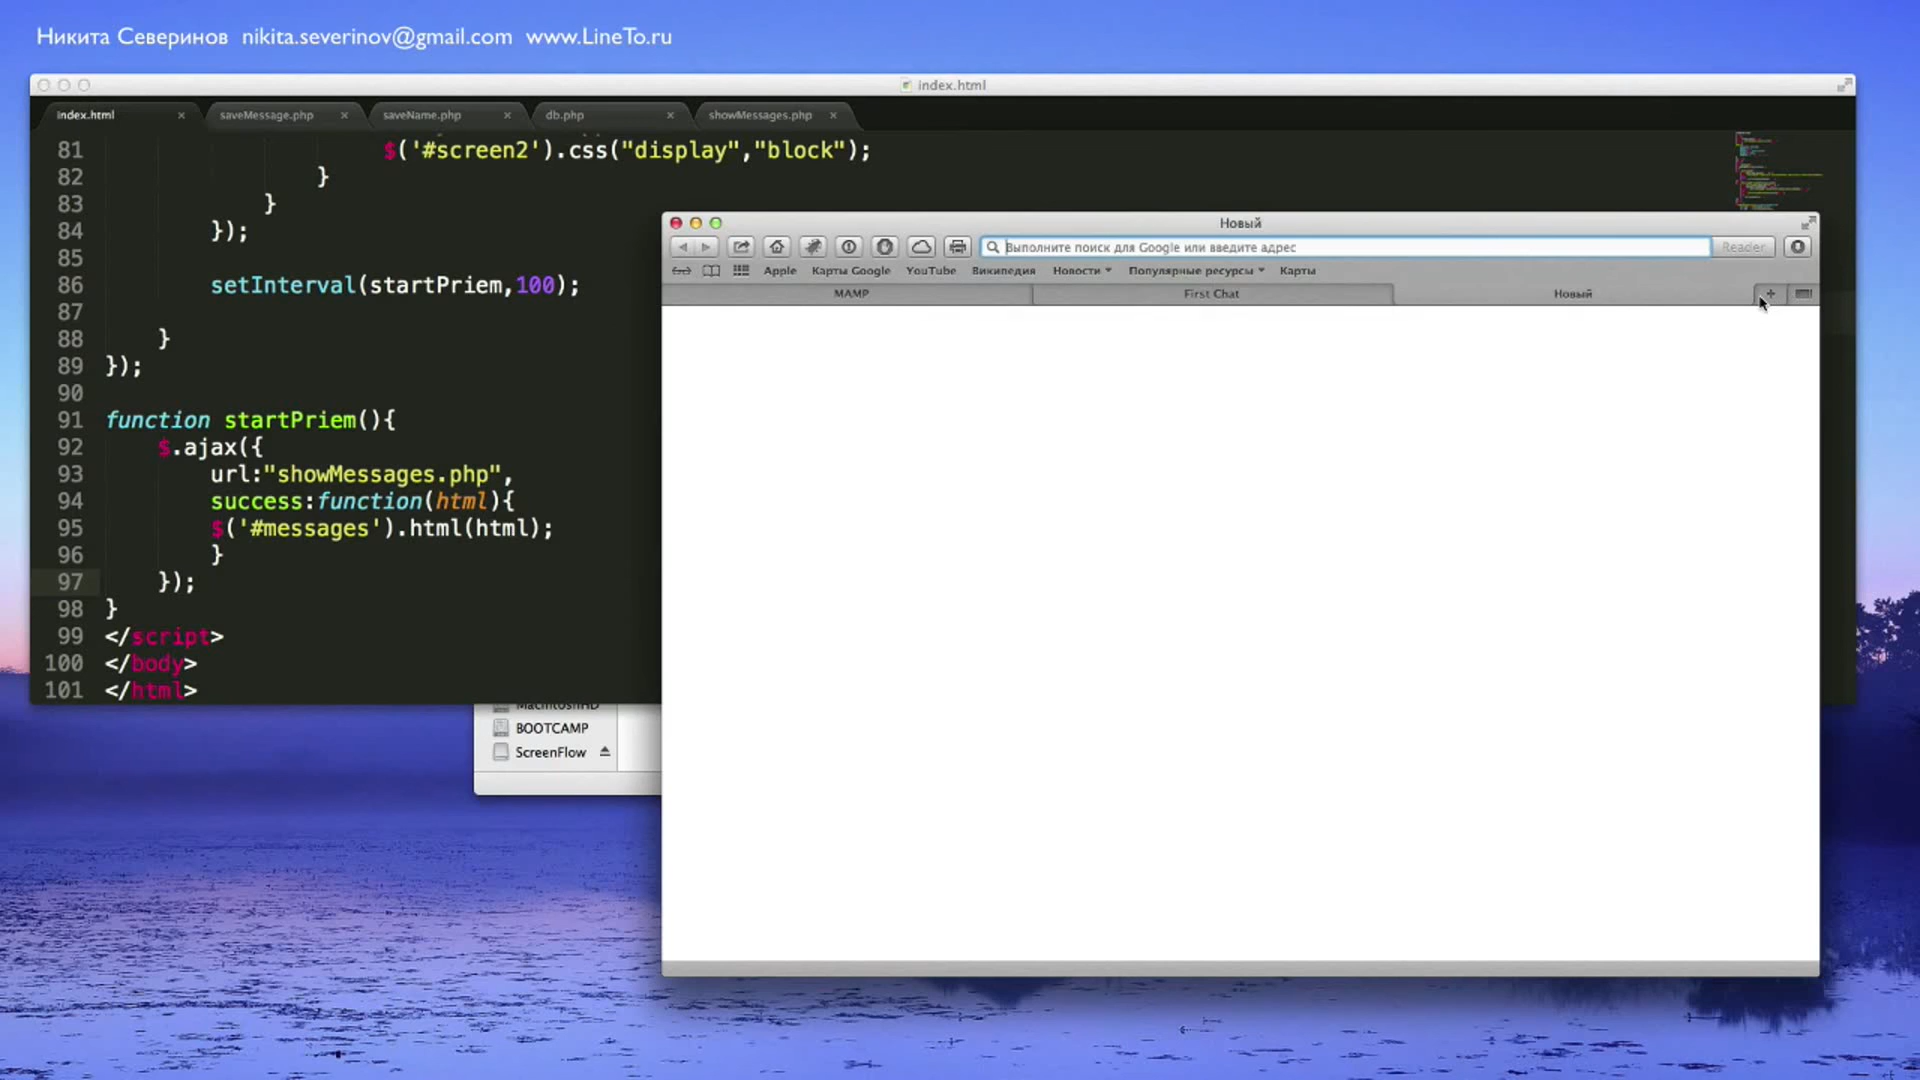 Никита Северинов nikita.severinov@gmail.com www.LineTo.ru
index.html
index.html saveMessage.php saveName.php db.php showMessages.php
81 $('#screen2').css("display","block");
82 }
83 }
84 });
85
86 setInterval(startPriem,100);
87
88 }
89 });
90
91 function startPriem(){
92 $.ajax({
93 url:"showMessages.php",
94 success:function(html){
95 $('#messages').html(html);
96 }
97 });
98 }
99 </script>
100 </body>
101 </html>
MacintoshHD
BOOTCAMP
ScreenFlow
Новый
Выполните поиск для Google или введите адрес Reader
Apple Карты Google YouTube Википедия Новости Популярные ресурсы Карты
MAMP First Chat Новый